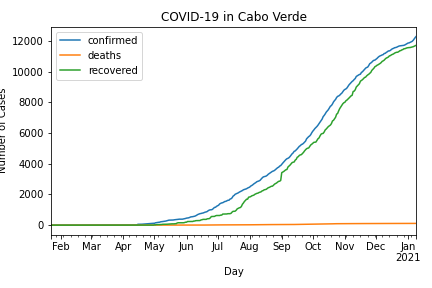 COVID-19 in Cabo Verde
confirmed
deaths
recovered
12000
10000
8000
6000
4000
2000
0
Number of Cases
Feb Mar Apr May Jun Jul Aug Sep Oct Nov Dec Jan
2021
Day